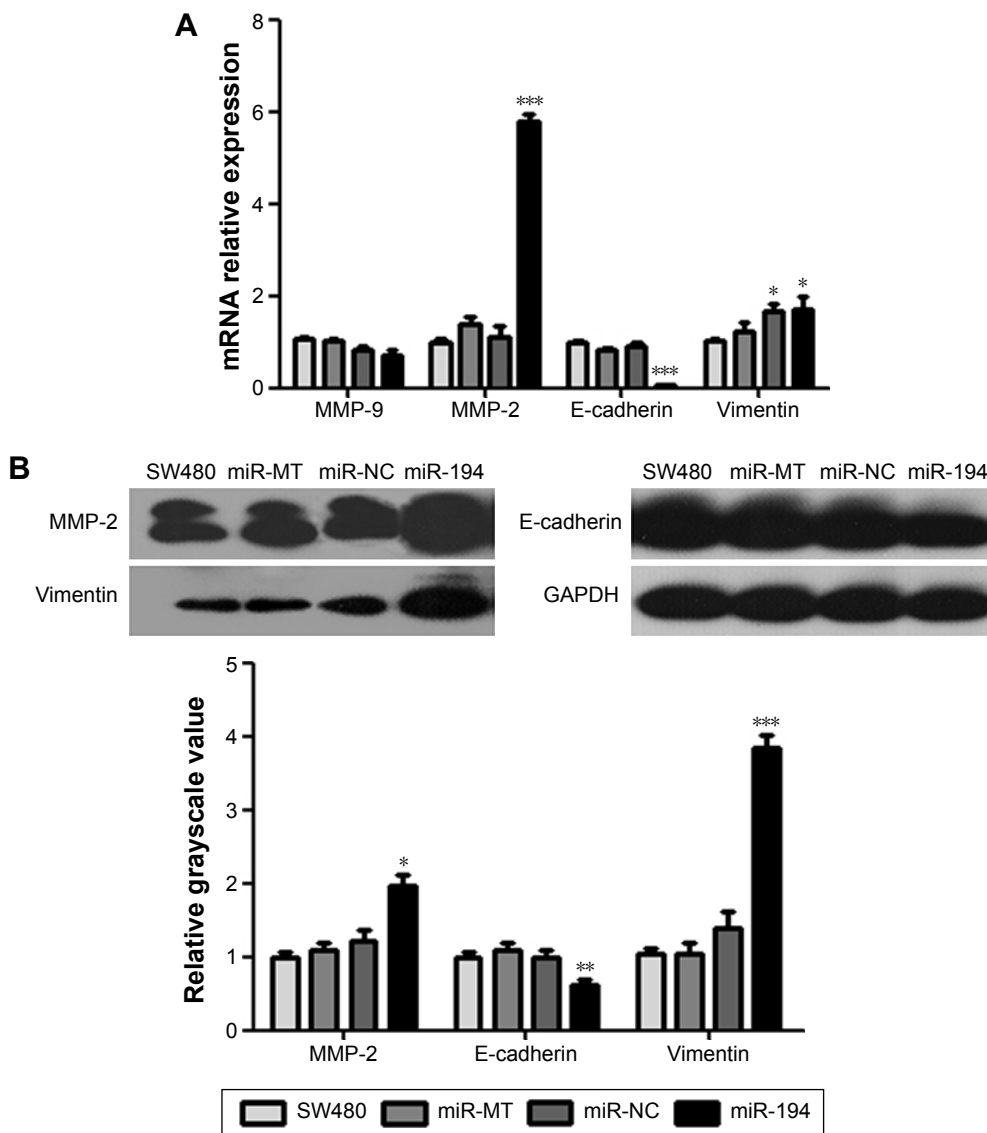 A
mRNA relative expression
8
6
4
2
0
***
***
*
*
MMP-9 MMP-2 E-cadherin Vimentin
B
SW480 miR-MT miR-NC miR-194
MMP-2
Vimentin
SW480 miR-MT miR-NC miR-194
E-cadherin
GAPDH
Relative grayscale value
5
4
3
2
1
0
*
**
***
MMP-2 E-cadherin Vimentin
SW480 miR-MT miR-NC miR-194